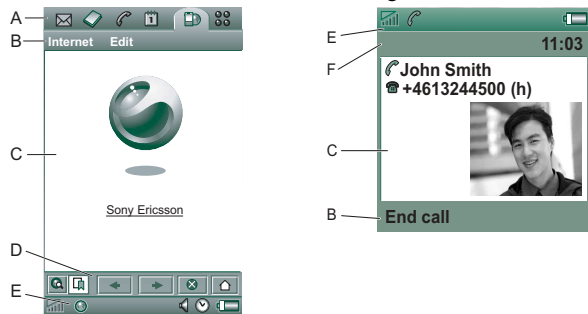 A
B
Internet Edit
C
Sony Ericsson
D
E
E
F
11:03
John Smith
+4613244500 (h)
C
B
End call